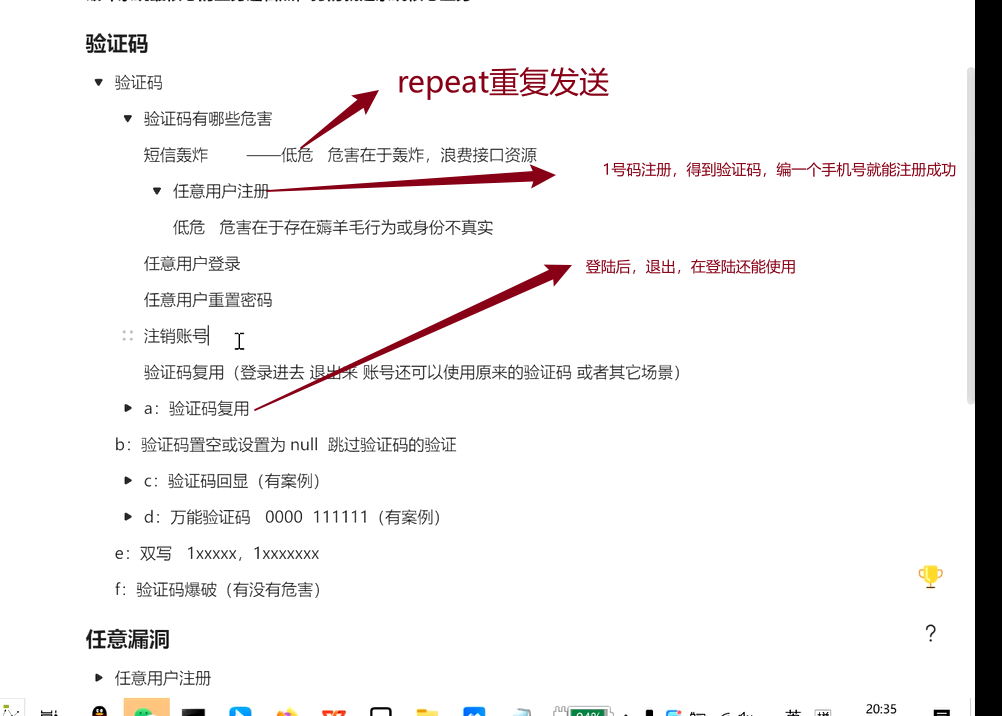 验证码
验证码
repeat重复发送
验证码有哪些危害
短信轰炸 ——低危 危害在于轰炸，浪费接口资源
1号码注册，得到验证码，编一个手机号就能注册成功
任意用户注册
低危 危害在于存在薅羊毛行为或身份不真实
任意用户登录
登陆后，退出，在登陆还能使用
任意用户重置密码
注销账号
验证码复用（登录进去 退出来 账号还可以使用原来的验证码 或者其它场景）
a：验证码复用
b：验证码置空或设置为 null 跳过验证码的验证
c：验证码回显（有案例）
d：万能验证码 0000 111111（有案例）
e：双写 1xxxxx，1xxxxxxx
f：验证码爆破（有没有危害）
?
任意漏洞
任意用户注册
94% 英 拼 20:35